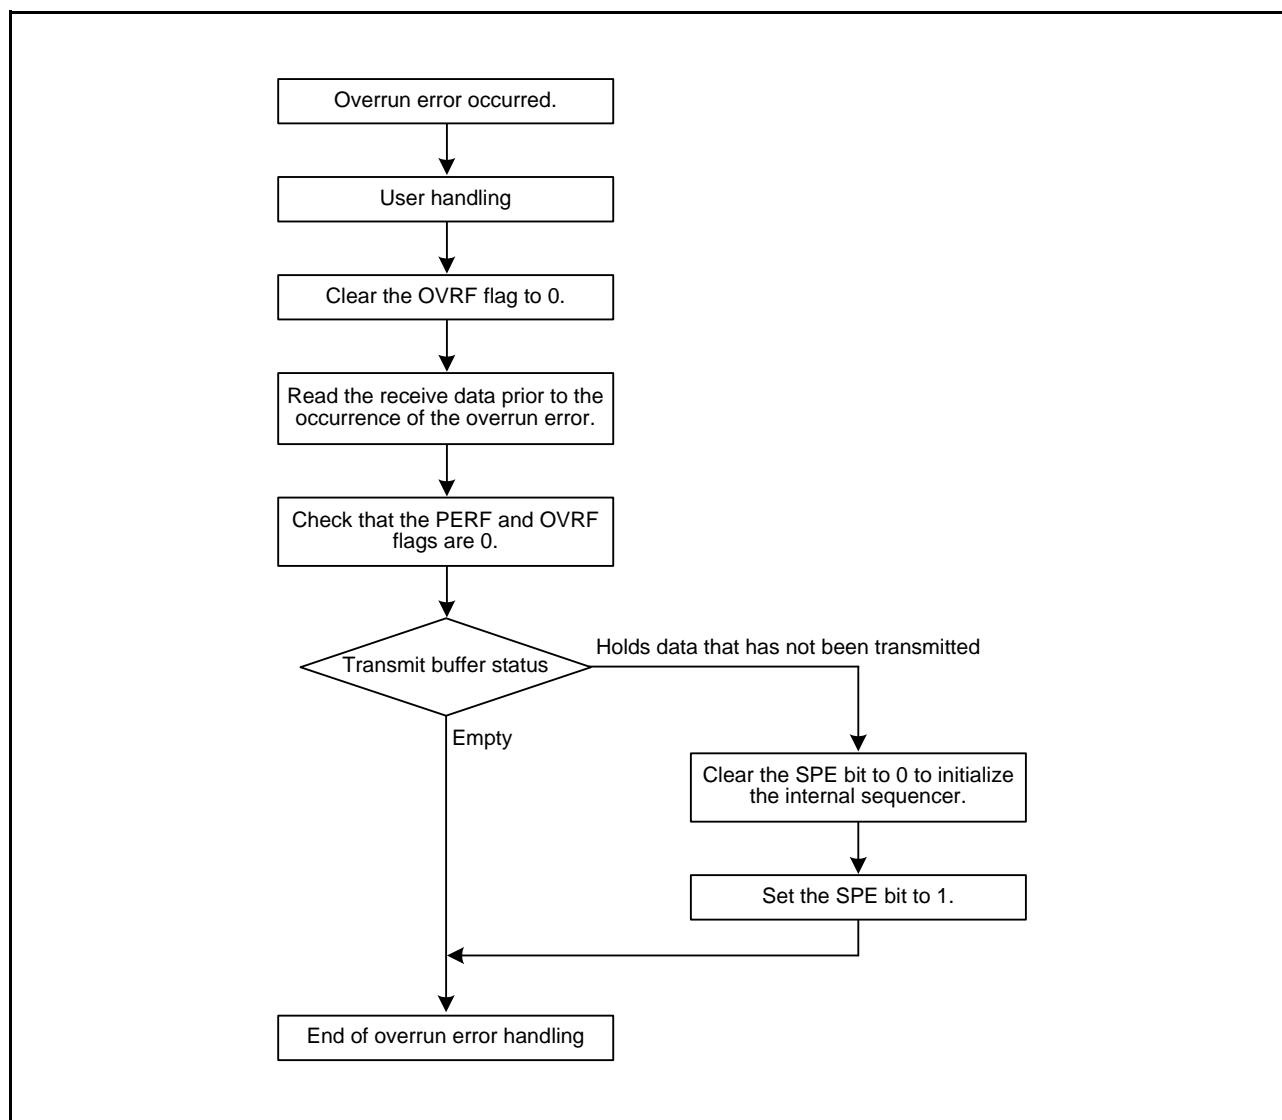 Overrun error occurred.
User handling
Clear the OVRF flag to 0.
Read the receive data prior to the
occurrence of the overrun error.
Check that the PERF and OVRF
flags are 0.
Holds data that has not been transmitted
Transmit buffer status
Empty
Clear the SPE bit to 0 to initialize
the internal sequencer.
Set the SPE bit to 1.
End of overrun error handling